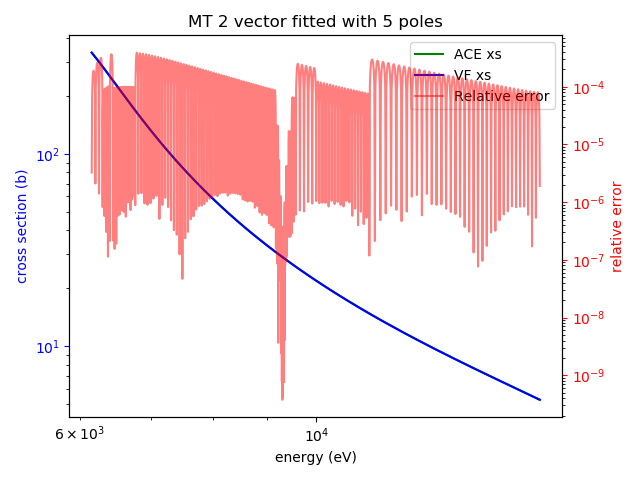 MT 2 vector fitted with 5 poles
ACE xs
VF xs
Relative error
cross section (b)
10²
10¹
relative error
10⁻⁴
10⁻⁵
10⁻⁶
10⁻⁷
10⁻⁸
10⁻⁹
6 × 10³
10⁴
energy (eV)